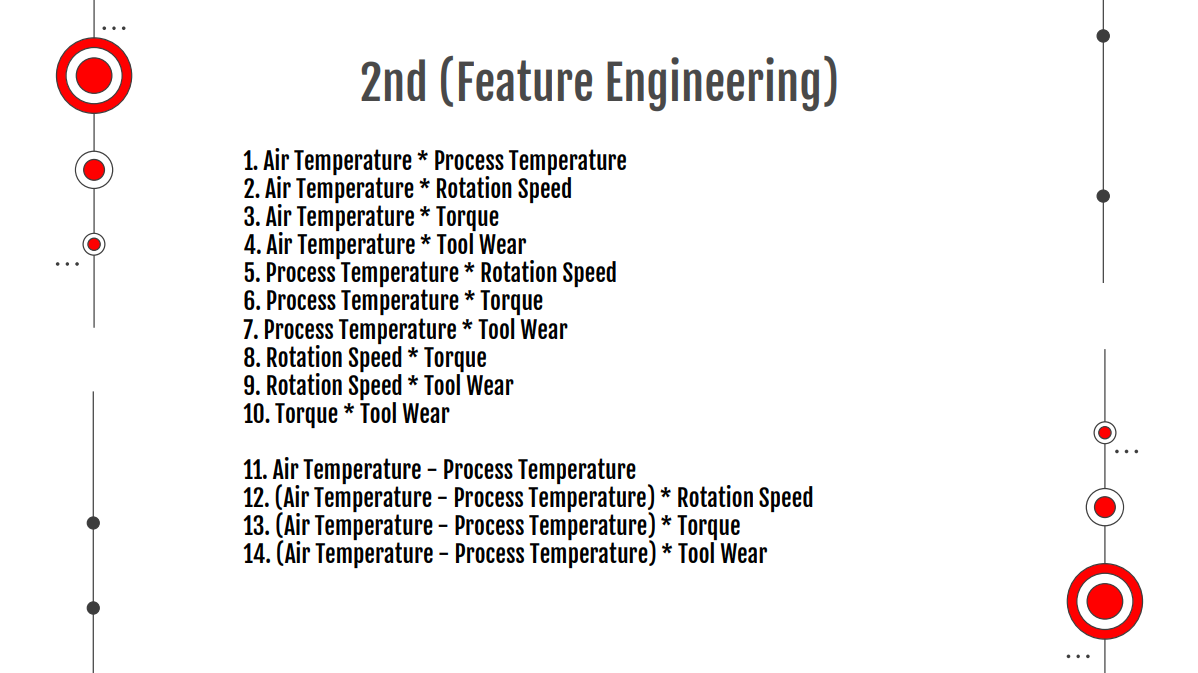 2nd (Feature Engineering)
1. Air Temperature * Process Temperature
2. Air Temperature * Rotation Speed
3. Air Temperature * Torque
4. Air Temperature * Tool Wear
5. Process Temperature * Rotation Speed
6. Process Temperature * Torque
7. Process Temperature * Tool Wear
8. Rotation Speed * Torque
9. Rotation Speed * Tool Wear
10. Torque * Tool Wear
11. Air Temperature - Process Temperature
12. (Air Temperature - Process Temperature) * Rotation Speed
13. (Air Temperature - Process Temperature) * Torque
14. (Air Temperature - Process Temperature) * Tool Wear